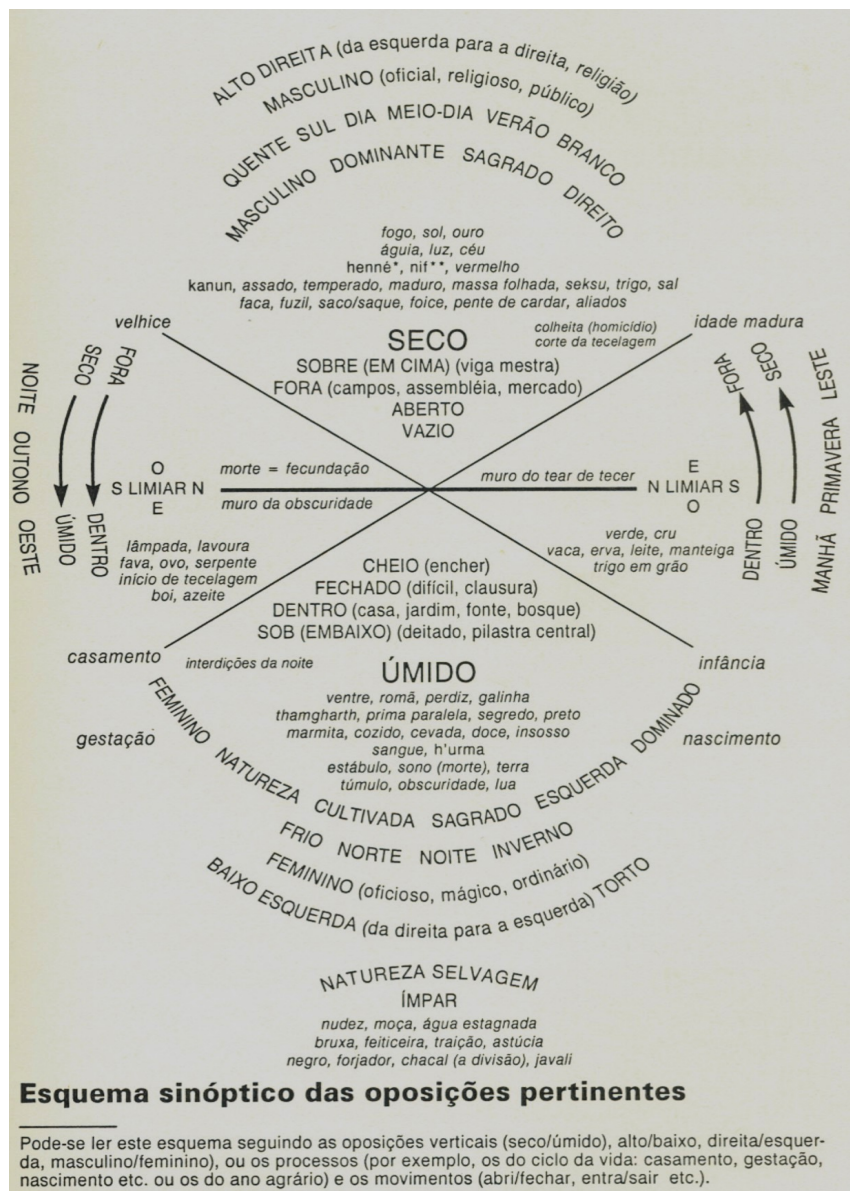 ALTO DIREITA (da esquerda para a direita, religião)
MASCULINO (oficial, religioso, público)
QUENTE SUL DIA MEIO-DIA VERÃO BRANCO
MASCULINO DOMINANTE SAGRADO DIREITO
fogo, sol, ouro
águia, luz, céu
henné*, nif**, vermelho
kanun, assado, temperado, maduro, massa folhada, seksu, trigo, sal
faca, fuzil, saco/saque, foice, pente de cardar, aliados
velhice
colheita (homicídio)
corte da tecelagem
idade madura
SECO
SOBRE (EM CIMA) (viga mestra)
FORA (campos, assembléia, mercado)
ABERTO
VAZIO
NOITE OUTONO OESTE
SECO
ÚMIDO
FORA
DENTRO
O
S LIMIAR N
E
morte = fecundação
muro da obscuridade
muro do tear de tecer
E
N LIMIAR S
O
FORA
DENTRO
SECO
ÚMIDO
MANHÃ PRIMAVERA LESTE
lâmpada, lavoura
fava, ovo, serpente
início de tecelagem
boi, azeite
verde, cru
vaca, erva, leite, manteiga
trigo em grão
CHEIO (encher)
FECHADO (difícil, clausura)
DENTRO (casa, jardim, fonte, bosque)
SOB (EMBAIXO) (deitado, pilastra central)
casamento
interdições da noite
ÚMIDO
infância
ventre, romã, perdiz, galinha
thamgharth, prima paralela, segredo, preto
marmita, cozido, cevada, doce, insosso
sangue, h'urma
estábulo, sono (morte), terra
túmulo, obscuridade, lua
gestação
nascimento
FEMININO NATUREZA CULTIVADA SAGRADO ESQUERDA DOMINADO
FRIO NORTE NOITE INVERNO
FEMININO (oficioso, mágico, ordinário)
BAIXO ESQUERDA (da direita para a esquerda) TORTO
NATUREZA SELVAGEM
ÍMPAR
nudez, moça, água estagnada
bruxa, feiticeira, traição, astúcia
negro, forjador, chacal (a divisão), javali
Esquema sinóptico das oposições pertinentes
Pode-se ler este esquema seguindo as oposições verticais (seco/úmido), alto/baixo, direita/esquer-
da, masculino/feminino), ou os processos (por exemplo, os do ciclo da vida: casamento, gestação,
nascimento etc. ou os do ano agrário) e os movimentos (abri/fechar, entra/sair etc.).